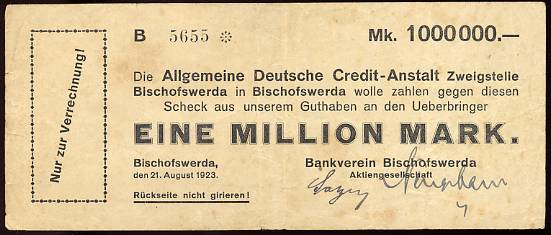 Nur zur Verrechnung!
B 5655 * Mk. 1000000.—
Die Allgemeine Deutsche Credit-Anstalt Zweigstelle
Bischofswerda in Bischofswerda wolle zahlen gegen diesen
Scheck aus unserem Guthaben an den Ueberbringer
EINE MILLION MARK.
Bischofswerda, Bankverein Bischofswerda
den 21. August 1923. Aktiengesellschaft
Rückseite nicht girieren!